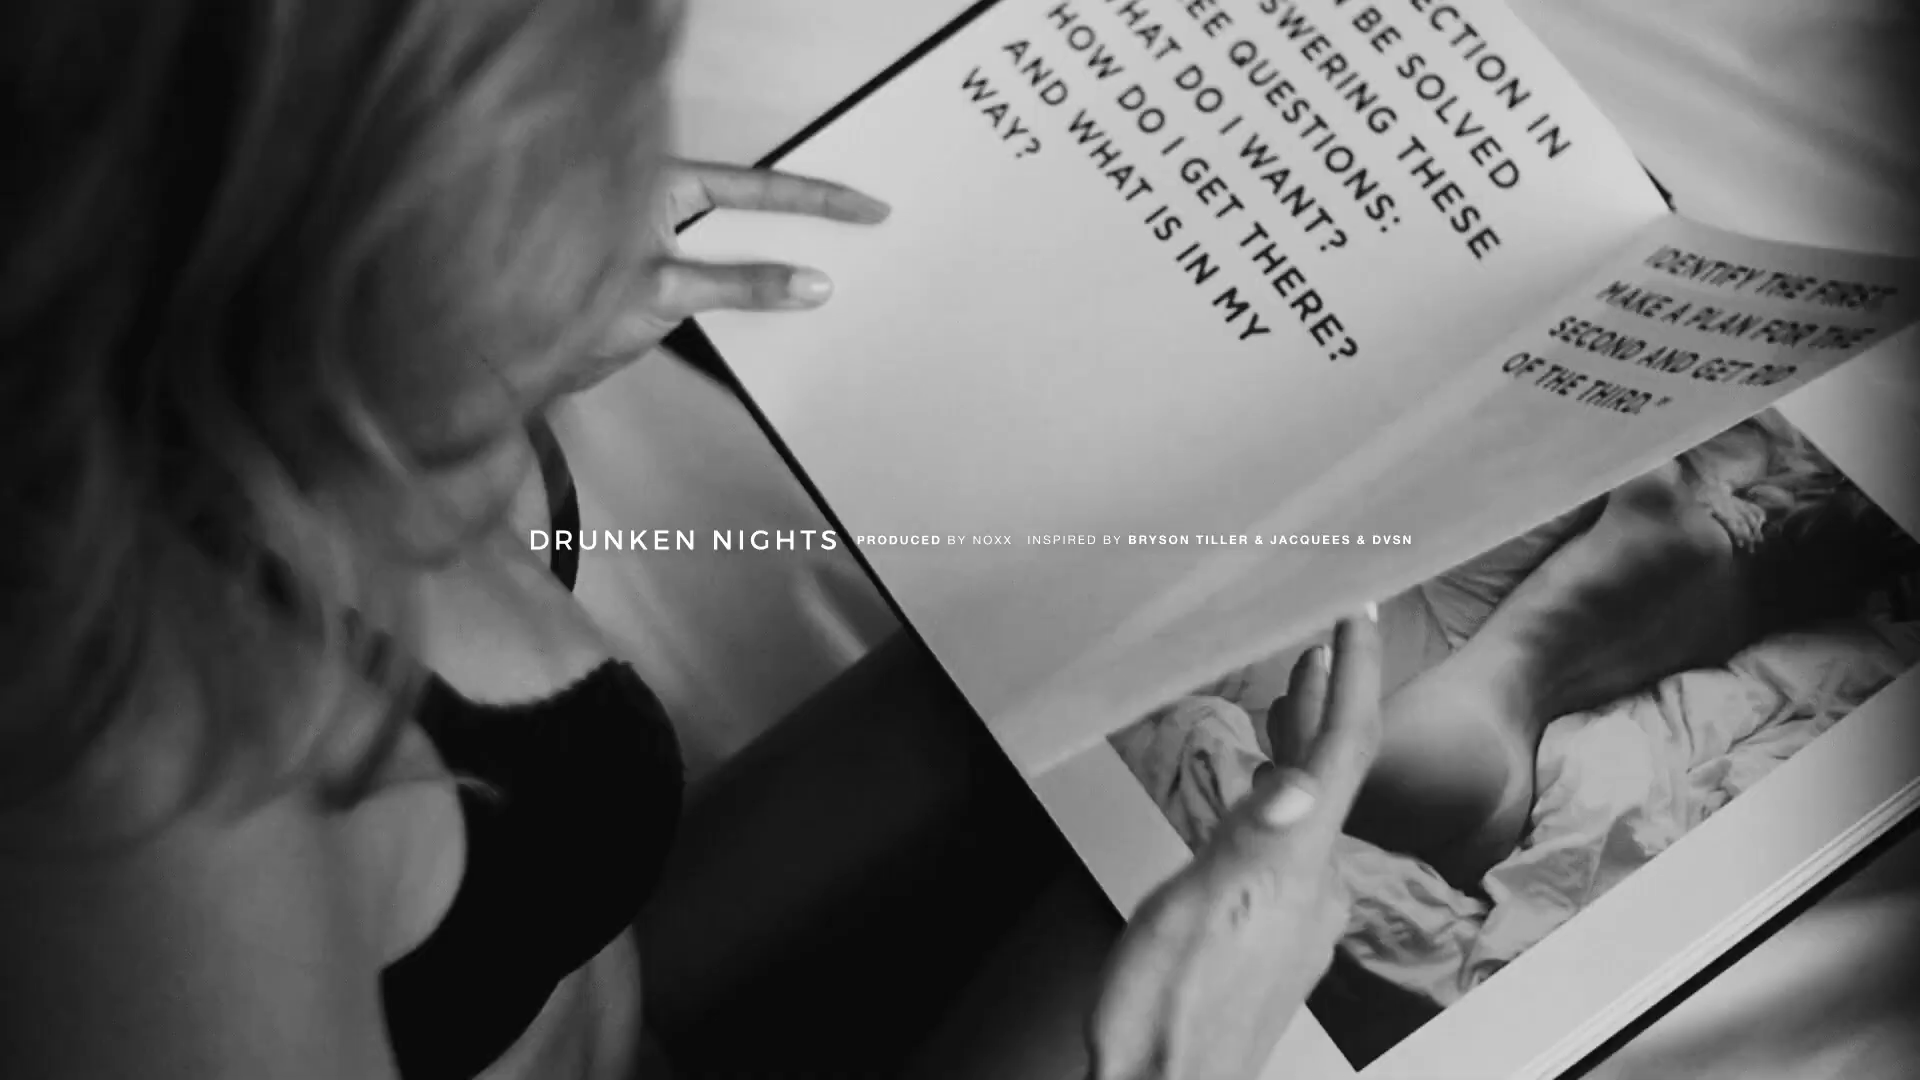 ECTION IN
BE SOLVED
SWERING THESE
EE QUESTIONS:
HAT DO I WANT?
HOW DO I GET THERE?
AND WHAT IS IN MY
WAY?
IDENTIFY THE FIRST,
MAKE A PLAN FOR THE
SECOND AND GET RID
OF THE THIRD."
DRUNKEN NIGHTS PRODUCED BY NOXX INSPIRED BY BRYSON TILLER & JACQUEES & DVSN